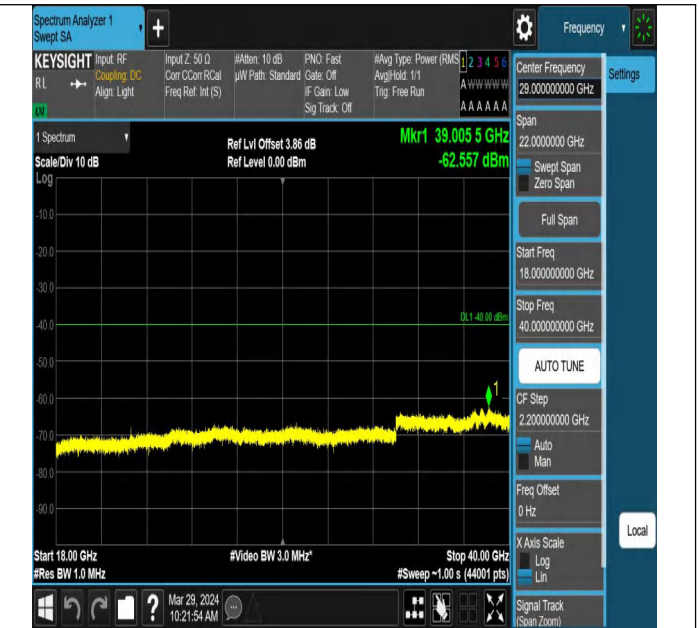 Spectrum Analyzer 1
Swept SA
+
Frequency
KEYSIGHT
RL
Input: RF
Coupling: DC
Align: Light
Input Z: 50 Ω
Corr CCorr RCal
Freq Ref: Int (S)
#Atten: 10 dB
µW Path: Standard
PNO: Fast
Gate: Off
IF Gain: Low
Sig Track: Off
#Avg Type: Power (RMS
Avg|Hold: 1/1
Trig: Free Run
1 2 3 4 5 6
A W W W W W
A A A A A A
1 Spectrum
Scale/Div 10 dB
Log
Ref Lvl Offset 3.86 dB
Ref Level 0.00 dBm
Mkr1 39.005 5 GHz
-62.557 dBm
-10.0
-20.0
-30.0
DL1 -40.00 dBm
-40.0
-50.0
1
-60.0
-70.0
-80.0
-90.0
Start 18.00 GHz
#Res BW 1.0 MHz
#Video BW 3.0 MHz*
Stop 40.00 GHz
#Sweep ~1.00 s (44001 pts)
?
Mar 29, 2024
10:21:54 AM
Center Frequency
29.000000000 GHz
Settings
Span
22.0000000 GHz
Swept Span
Zero Span
Full Span
Start Freq
18.000000000 GHz
Stop Freq
40.000000000 GHz
AUTO TUNE
CF Step
2.200000000 GHz
Auto
Man
Freq Offset
0 Hz
Local
X Axis Scale
Log
Lin
Signal Track
(Span Zoom)